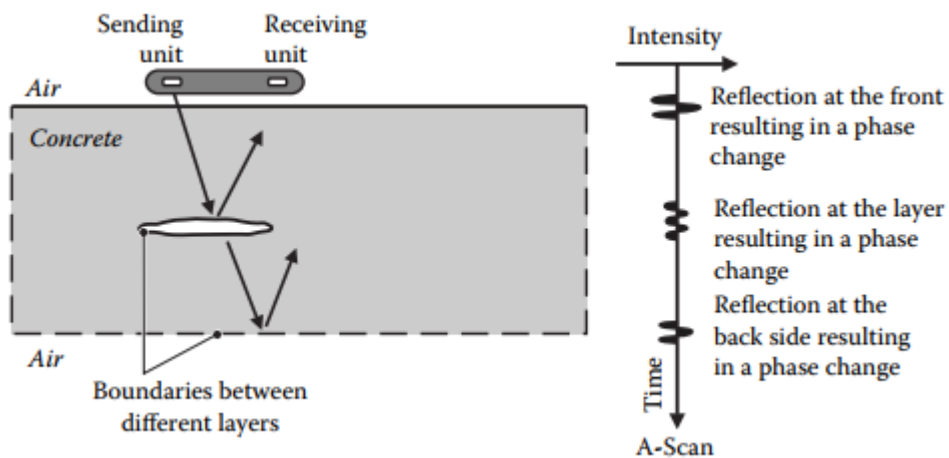 Sending
unit
Receiving
unit
Air
Concrete
Air
Boundaries between
different layers
Intensity
Reflection at the front
resulting in a phase
change
Reflection at the layer
resulting in a phase
change
Reflection at the
back side resulting
in a phase change
Time
A-Scan